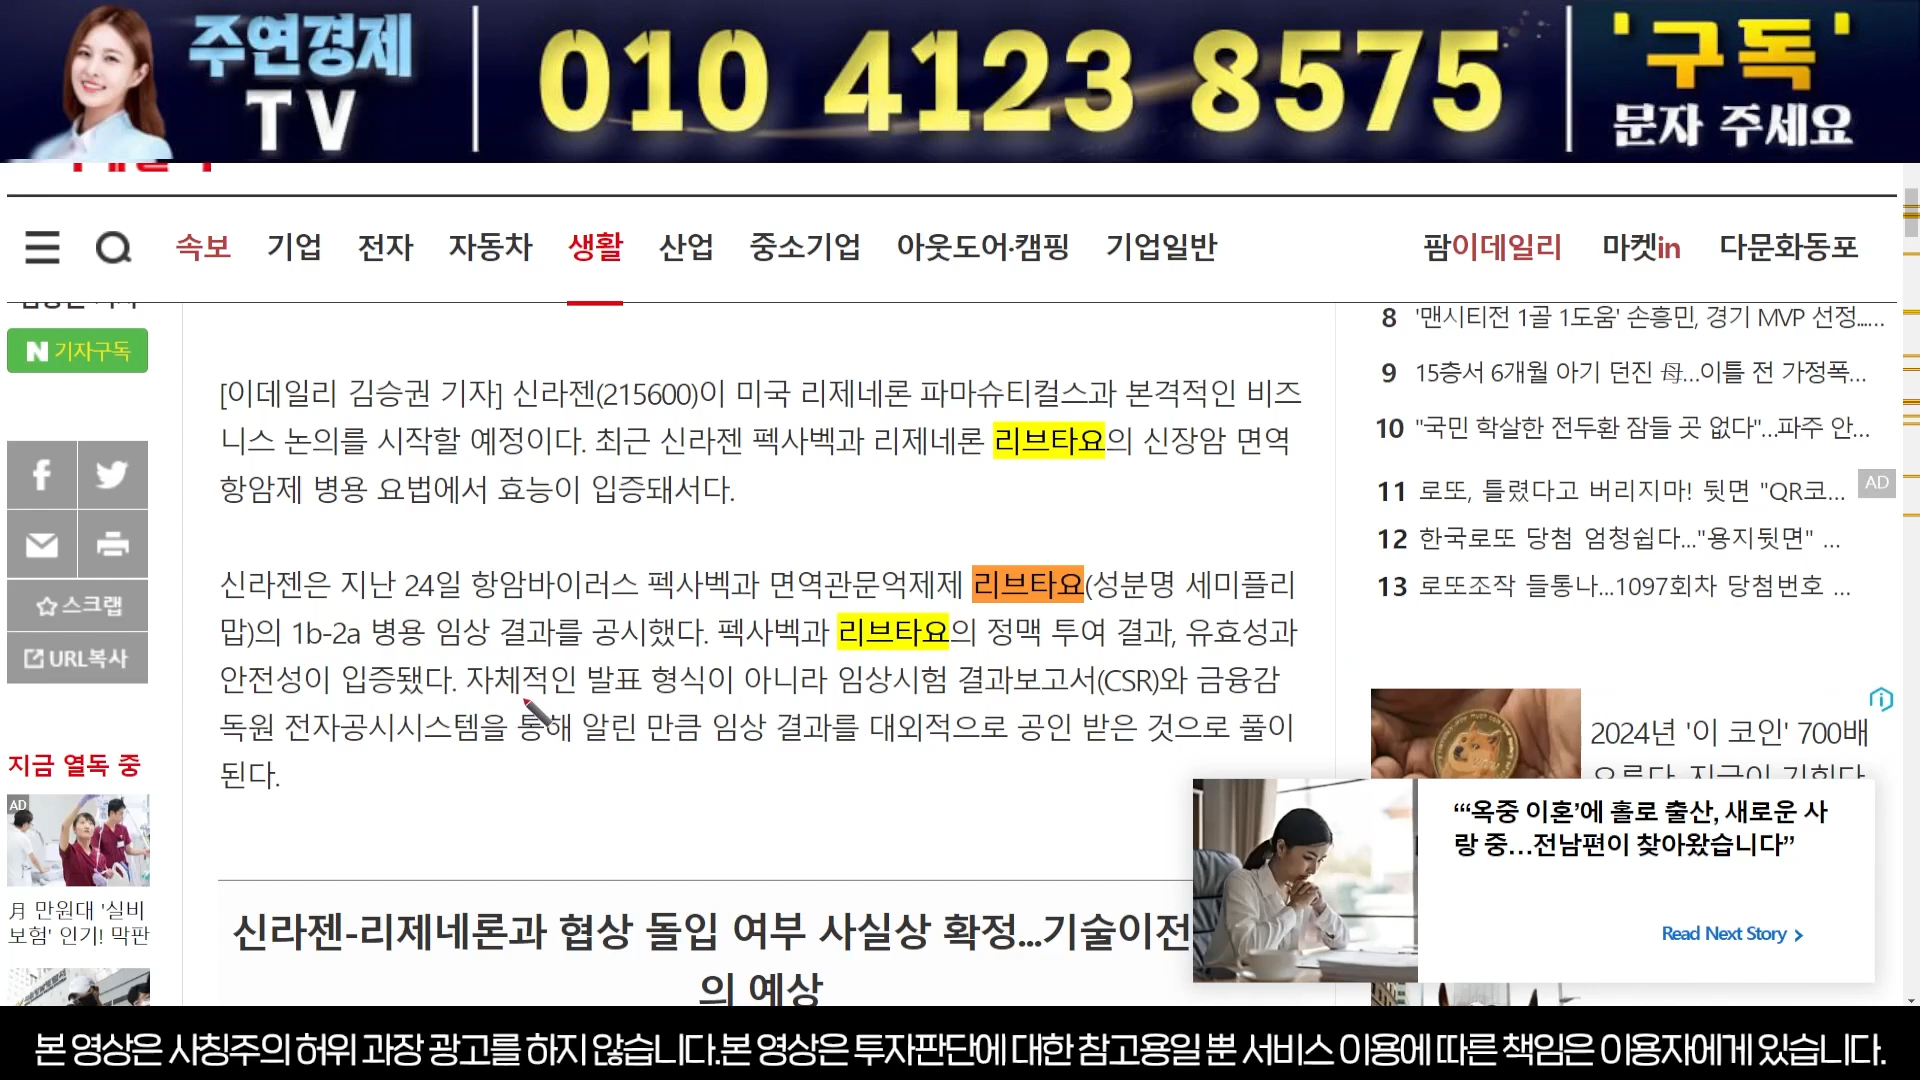 주연경제
TV
010 4123 8575
'구독'
문자 주세요
속보 기업 전자 자동차 생활 산업 중소기업 아웃도어·캠핑 기업일반 팜이데일리 마켓in 다문화동포
N 기자구독
스크랩
URL복사
지금 열독 중
AD
月 만원대 '실비
보험' 인기! 막판
[이데일리 김승권 기자] 신라젠(215600)이 미국 리제네론 파마슈티컬스과 본격적인 비즈
니스 논의를 시작할 예정이다. 최근 신라젠 펙사벡과 리제네론 리브타요의 신장암 면역
항암제 병용 요법에서 효능이 입증돼서다.
신라젠은 지난 24일 항암바이러스 펙사벡과 면역관문억제제 리브타요(성분명 세미플리
맙)의 1b-2a 병용 임상 결과를 공시했다. 펙사벡과 리브타요의 정맥 투여 결과, 유효성과
안전성이 입증됐다. 자체적인 발표 형식이 아니라 임상시험 결과보고서(CSR)와 금융감
독원 전자공시시스템을 통해 알린 만큼 임상 결과를 대외적으로 공인 받은 것으로 풀이
된다.
신라젠-리제네론과 협상 돌입 여부 사실상 확정...기술이전
의 예상
8 '맨시티전 1골 1도움' 손흥민, 경기 MVP 선정...…
9 15층서 6개월 아기 던진 母…이틀 전 가정폭...
10 "국민 학살한 전두환 잠들 곳 없다"…파주 안...
11 로또, 틀렸다고 버리지마! 뒷면 "QR코...
AD
12 한국로또 당첨 엄청쉽다..."용지뒷면" ...
13 로또조작 들통나...1097회차 당첨번호 ...
2024년 '이 코인' 700배
오른다. 지금이 기회다
“‘옥중 이혼’에 홀로 출산, 새로운 사
랑 중…전남편이 찾아왔습니다”
Read Next Story
본 영상은 사칭주의 허위 과장 광고를 하지 않습니다.본 영상은 투자판단에 대한 참고용일 뿐 서비스 이용에 따른 책임은 이용자에게 있습니다.